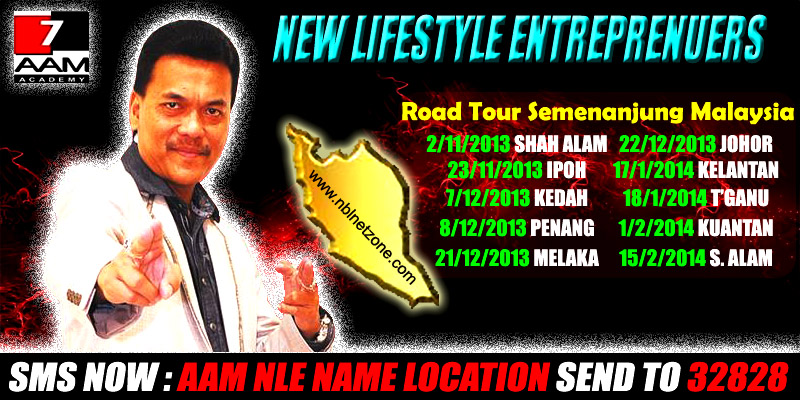 7
AAM
ACADEMY
NEW LIFESTYLE ENTREPRENUERS
Road Tour Semenanjung Malaysia
2/11/2013 SHAH ALAM
23/11/2013 IPOH
7/12/2013 KEDAH
8/12/2013 PENANG
21/12/2013 MELAKA
22/12/2013 JOHOR
17/1/2014 KELANTAN
18/1/2014 T'GANU
1/2/2014 KUANTAN
15/2/2014 S. ALAM
www.nblnetzone.com
SMS NOW : AAM NLE NAME LOCATION SEND TO 32828